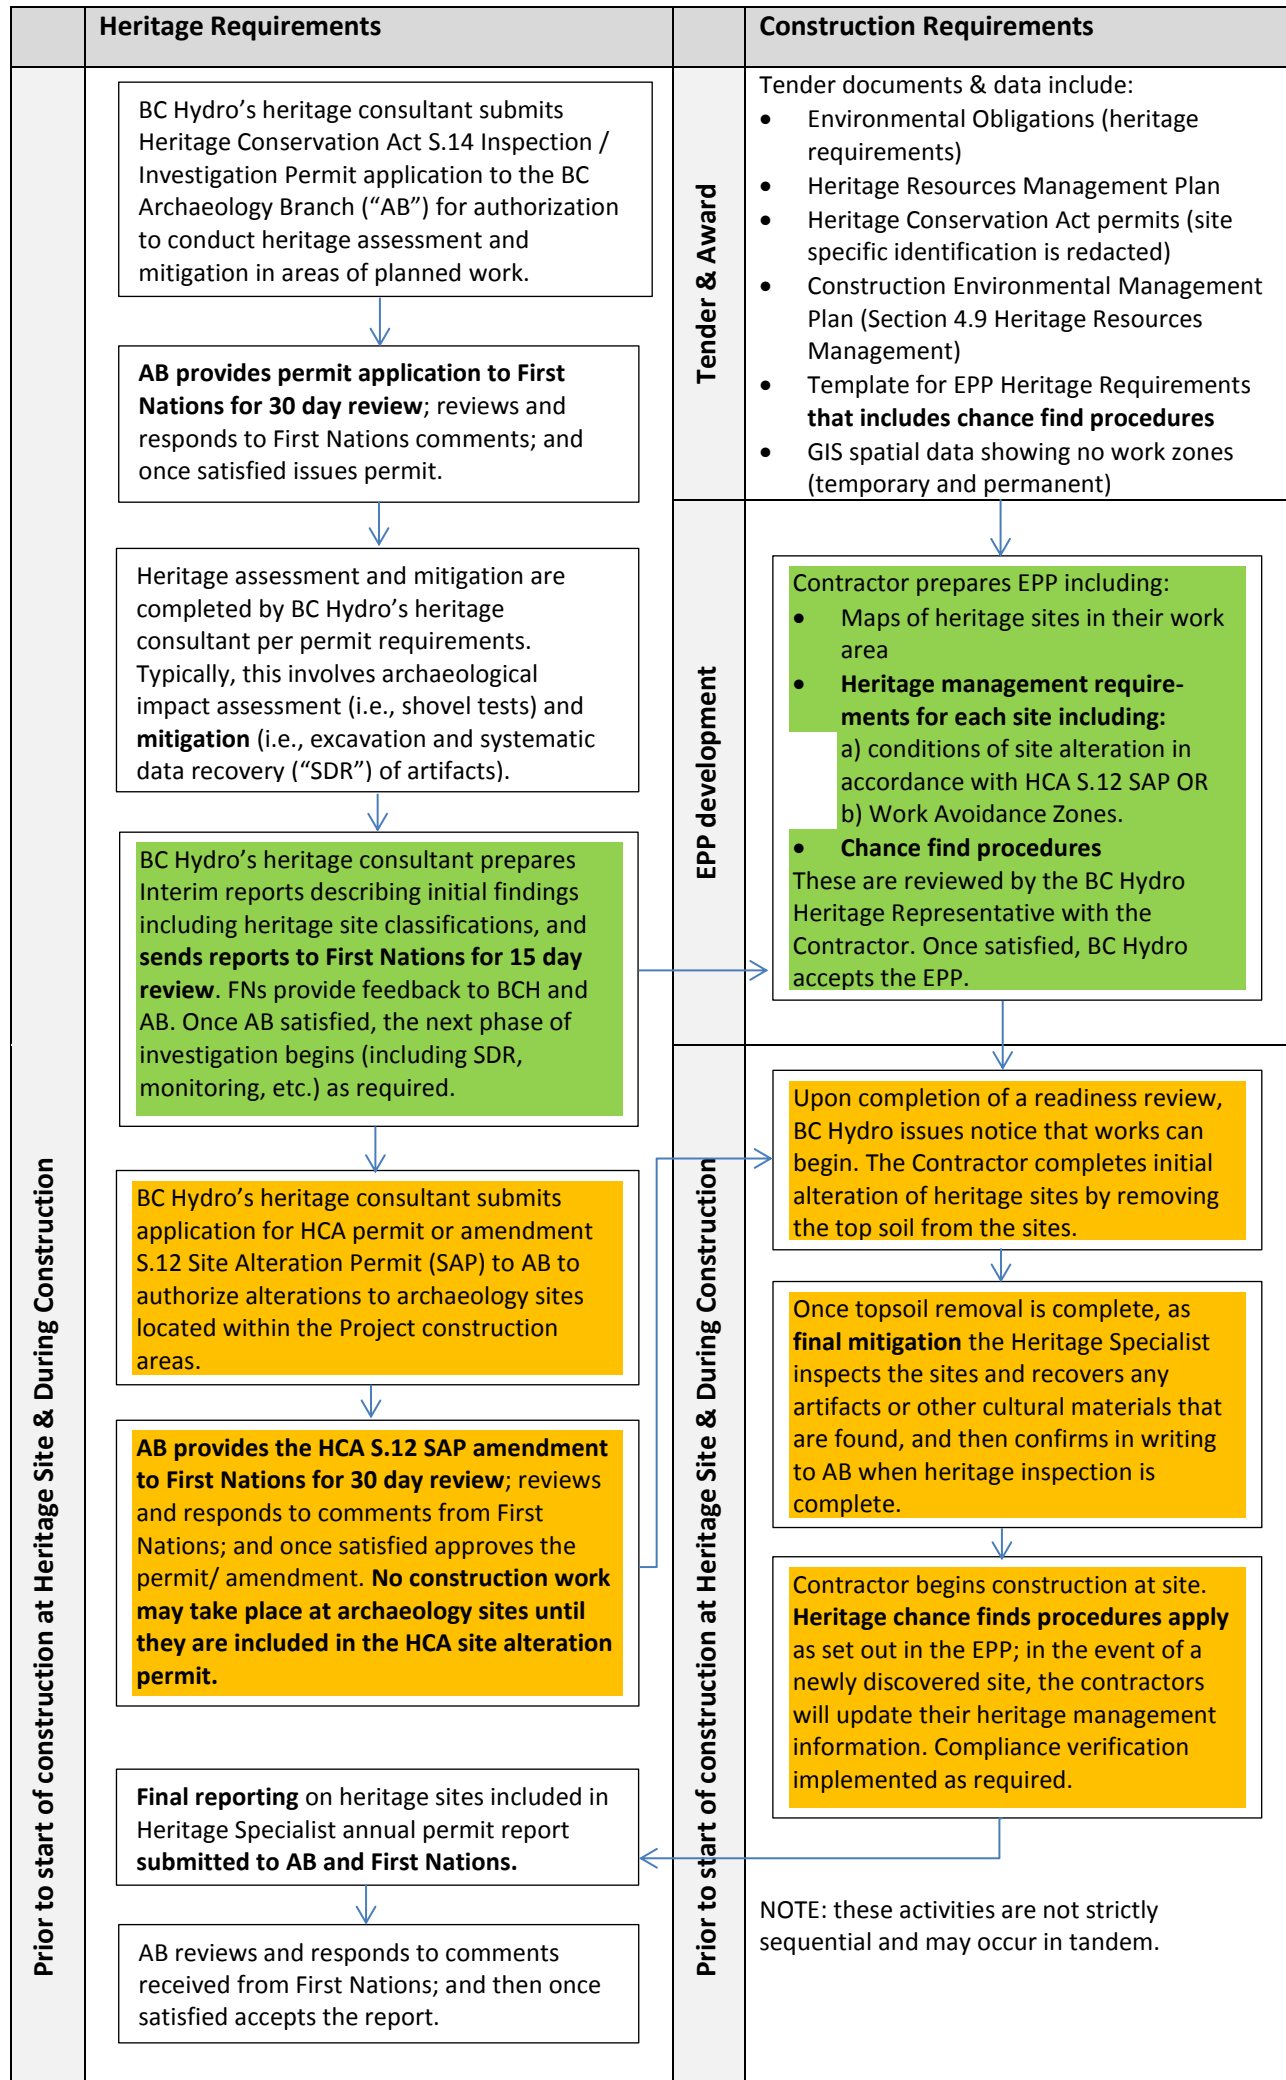 Heritage Requirements
Construction Requirements
Prior to start of construction at Heritage Site & During Construction
BC Hydro’s heritage consultant submits
Heritage Conservation Act S.14 Inspection /
Investigation Permit application to the BC
Archaeology Branch (“AB”) for authorization
to conduct heritage assessment and
mitigation in areas of planned work.
AB provides permit application to First
Nations for 30 day review; reviews and
responds to First Nations comments; and
once satisfied issues permit.
Heritage assessment and mitigation are
completed by BC Hydro’s heritage
consultant per permit requirements.
Typically, this involves archaeological
impact assessment (i.e., shovel tests) and
mitigation (i.e., excavation and systematic
data recovery (“SDR”) of artifacts).
BC Hydro’s heritage consultant prepares
Interim reports describing initial findings
including heritage site classifications, and
sends reports to First Nations for 15 day
review. FNs provide feedback to BCH and
AB. Once AB satisfied, the next phase of
investigation begins (including SDR,
monitoring, etc.) as required.
BC Hydro’s heritage consultant submits
application for HCA permit or amendment
S.12 Site Alteration Permit (SAP) to AB to
authorize alterations to archaeology sites
located within the Project construction
areas.
AB provides the HCA S.12 SAP amendment
to First Nations for 30 day review; reviews
and responds to comments from First
Nations; and once satisfied approves the
permit/ amendment. No construction work
may take place at archaeology sites until
they are included in the HCA site alteration
permit.
Final reporting on heritage sites included in
Heritage Specialist annual permit report
submitted to AB and First Nations.
AB reviews and responds to comments
received from First Nations; and then once
satisfied accepts the report.
Tender & Award
Tender documents & data include:
• Environmental Obligations (heritage
requirements)
• Heritage Resources Management Plan
• Heritage Conservation Act permits (site
specific identification is redacted)
• Construction Environmental Management
Plan (Section 4.9 Heritage Resources
Management)
• Template for EPP Heritage Requirements
that includes chance find procedures
• GIS spatial data showing no work zones
(temporary and permanent)
EPP development
Contractor prepares EPP including:
• Maps of heritage sites in their work
area
• Heritage management require-
ments for each site including:
a) conditions of site alteration in
accordance with HCA S.12 SAP OR
b) Work Avoidance Zones.
• Chance find procedures
These are reviewed by the BC Hydro
Heritage Representative with the
Contractor. Once satisfied, BC Hydro
accepts the EPP.
Prior to start of construction at Heritage Site & During Construction
Upon completion of a readiness review,
BC Hydro issues notice that works can
begin. The Contractor completes initial
alteration of heritage sites by removing
the top soil from the sites.
Once topsoil removal is complete, as
final mitigation the Heritage Specialist
inspects the sites and recovers any
artifacts or other cultural materials that
are found, and then confirms in writing
to AB when heritage inspection is
complete.
Contractor begins construction at site.
Heritage chance finds procedures apply
as set out in the EPP; in the event of a
newly discovered site, the contractors
will update their heritage management
information. Compliance verification
implemented as required.
NOTE: these activities are not strictly
sequential and may occur in tandem.